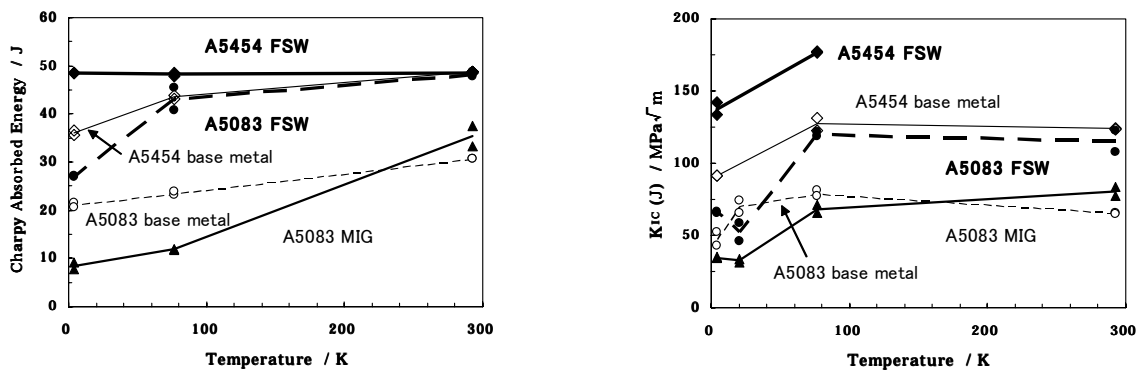 60
50
40
30
20
10
0
Charpy Absorbed Energy / J
A5454 FSW
A5083 FSW
A5454 base metal
A5083 base metal
A5083 MIG
0 100 200 300
Temperature / K
200
150
100
50
0
KIC (J) / MPa√m
A5454 FSW
A5454 base metal
A5083 FSW
A5083 MIG
A5083 base metal
0 100 200 300
Temperature / K